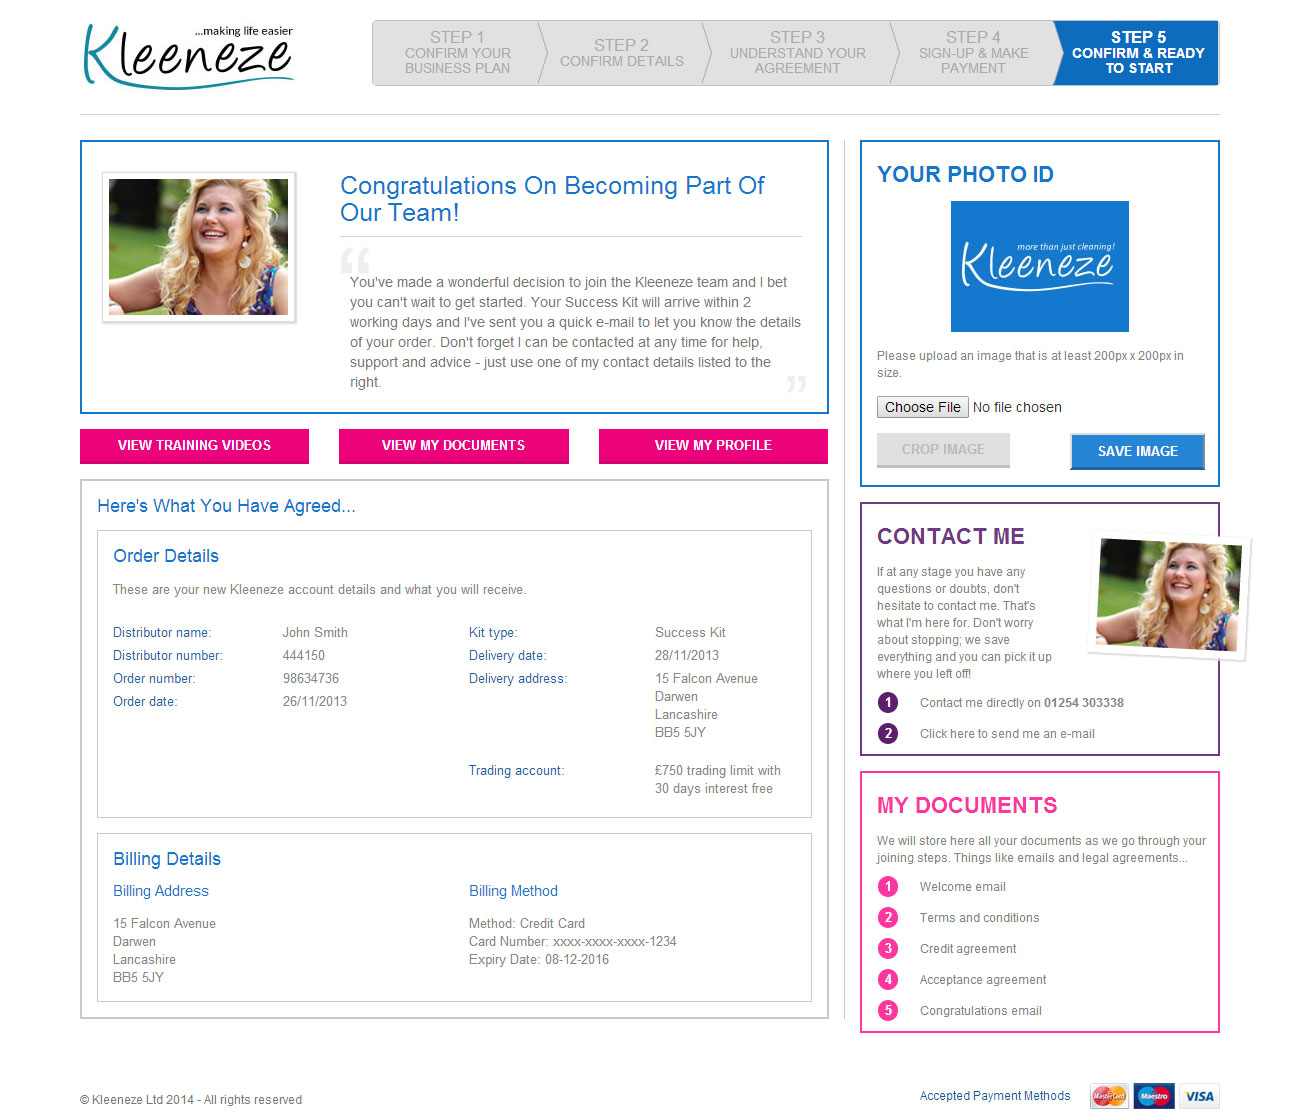 ...making life easier
Kleeneze
STEP 1
CONFIRM YOUR
BUSINESS PLAN
STEP 2
CONFIRM DETAILS
STEP 3
UNDERSTAND YOUR
AGREEMENT
STEP 4
SIGN-UP & MAKE
PAYMENT
STEP 5
CONFIRM & READY
TO START
Congratulations On Becoming Part Of
Our Team!
“
You've made a wonderful decision to join the Kleeneze team and I bet
you can't wait to get started. Your Success Kit will arrive within 2
working days and I've sent you a quick e-mail to let you know the details
of your order. Don't forget I can be contacted at any time for help,
support and advice - just use one of my contact details listed to the
right.
”
VIEW TRAINING VIDEOS
VIEW MY DOCUMENTS
VIEW MY PROFILE
Here's What You Have Agreed...
Order Details
These are your new Kleeneze account details and what you will receive.
Distributor name: John Smith
Distributor number: 444150
Order number: 98634736
Order date: 26/11/2013
Kit type: Success Kit
Delivery date: 28/11/2013
Delivery address: 15 Falcon Avenue
Darwen
Lancashire
BB5 5JY
Trading account: £750 trading limit with
30 days interest free
Billing Details
Billing Address
15 Falcon Avenue
Darwen
Lancashire
BB5 5JY
Billing Method
Method: Credit Card
Card Number: xxxx-xxxx-xxxx-1234
Expiry Date: 08-12-2016
YOUR PHOTO ID
more than just cleaning!
Kleeneze
Please upload an image that is at least 200px x 200px in
size.
Choose File No file chosen
CROP IMAGE
SAVE IMAGE
CONTACT ME
If at any stage you have any
questions or doubts, don't
hesitate to contact me. That's
what I'm here for. Don't worry
about stopping; we save
everything and you can pick it up
where you left off!
1 Contact me directly on 01254 303338
2 Click here to send me an e-mail
MY DOCUMENTS
We will store here all your documents as we go through your
joining steps. Things like emails and legal agreements...
1 Welcome email
2 Terms and conditions
3 Credit agreement
4 Acceptance agreement
5 Congratulations email
© Kleeneze Ltd 2014 - All rights reserved
Accepted Payment Methods
MasterCard
Maestro
VISA